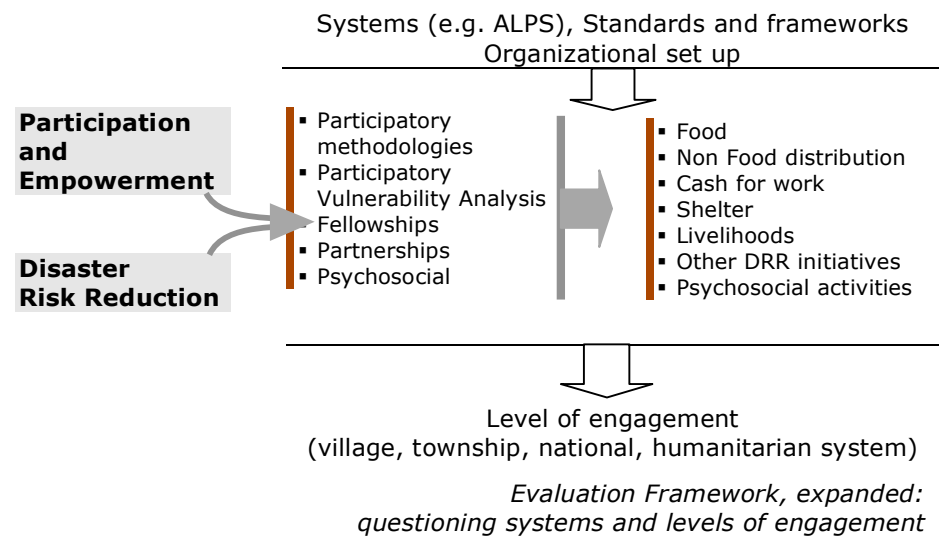 Systems (e.g. ALPS), Standards and frameworks
Organizational set up
Participation
and
Empowerment
Disaster
Risk Reduction
▪ Participatory
methodologies
▪ Participatory
Vulnerability Analysis
▪ Fellowships
▪ Partnerships
▪ Psychosocial
▪ Food
▪ Non Food distribution
▪ Cash for work
▪ Shelter
▪ Livelihoods
▪ Other DRR initiatives
▪ Psychosocial activities
Level of engagement
(village, township, national, humanitarian system)
Evaluation Framework, expanded:
questioning systems and levels of engagement